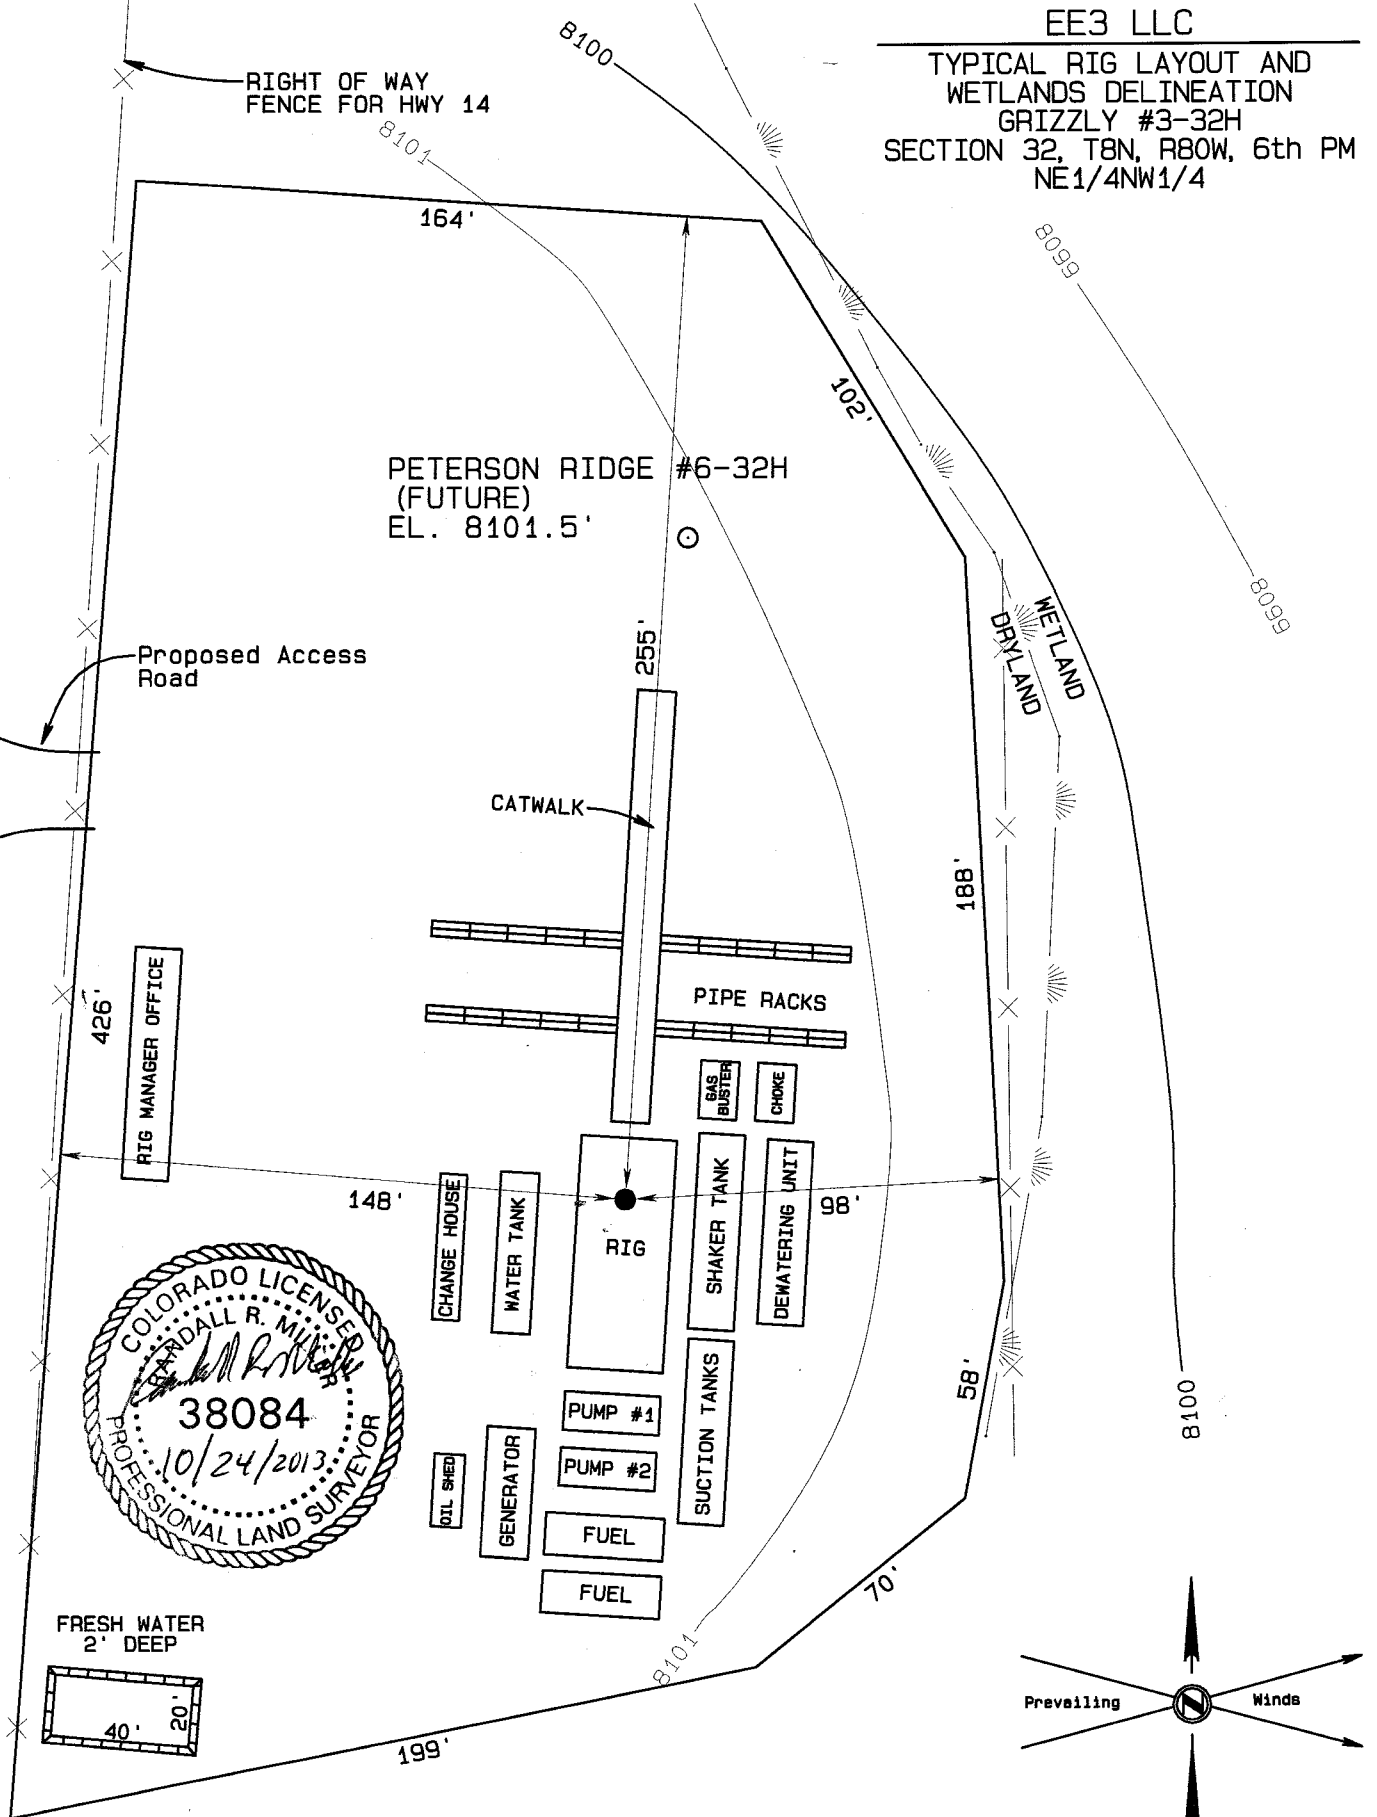 EE3 LLC
TYPICAL RIG LAYOUT AND
WETLANDS DELINEATION
GRIZZLY #3-32H
SECTION 32, T8N, R80W, 6th PM
NE1/4NW1/4
8100
RIGHT OF WAY
FENCE FOR HWY 14
8101
164'
8099
102'
PETERSON RIDGE #6-32H
(FUTURE)
EL. 8101.5'
8099
WETLAND
DRYLAND
255'
Proposed Access
Road
CATWALK
188'
PIPE RACKS
426'
RIG MANAGER OFFICE
GAS
BUSTER
CHOKE
148'
CHANGE HOUSE
WATER TANK
RIG
SHAKER TANK
DEWATERING UNIT
98'
COLORADO LICENSED
RANDALL R. MILLER
38084
10/24/2013
PROFESSIONAL LAND SURVEYOR
58'
8100
PUMP #1
PUMP #2
SUCTION TANKS
OIL SHED
GENERATOR
FUEL
FUEL
70'
8101
FRESH WATER
2' DEEP
40'
20'
199'
Prevailing
N
Winds